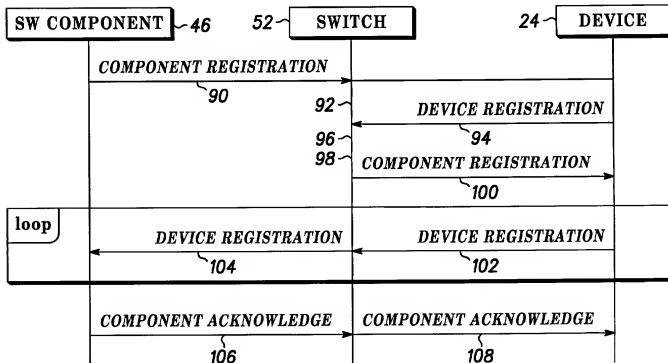 SW COMPONENT 46 52 SWITCH 24 DEVICE
COMPONENT REGISTRATION
90
92 DEVICE REGISTRATION
94
96
98 COMPONENT REGISTRATION
100
loop
DEVICE REGISTRATION DEVICE REGISTRATION
104 102
COMPONENT ACKNOWLEDGE COMPONENT ACKNOWLEDGE
106 108